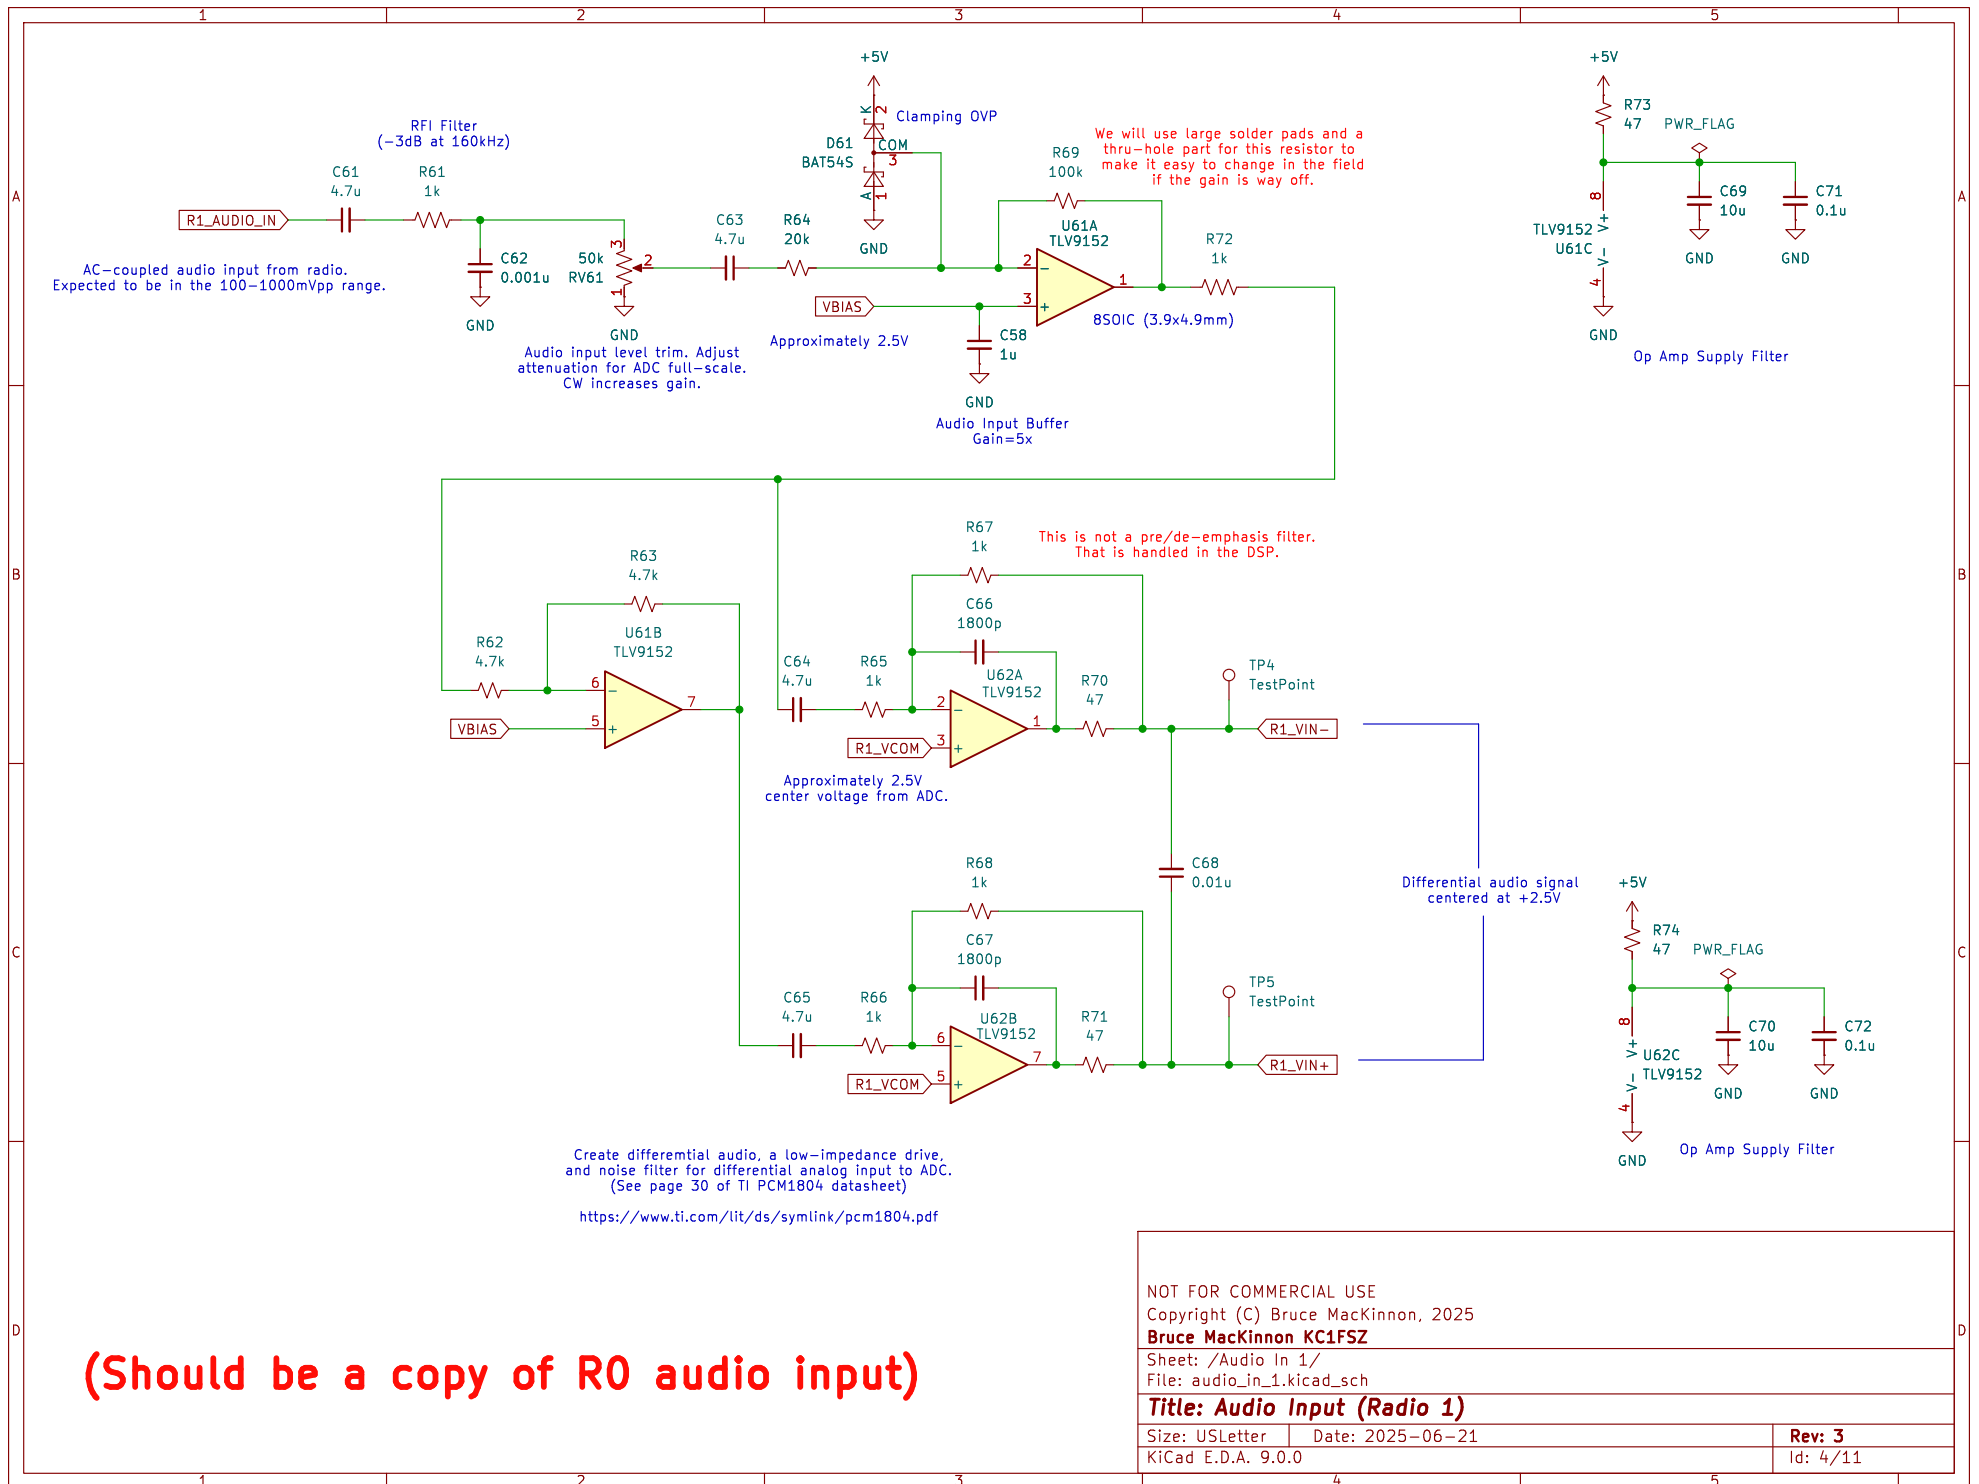 1 2 3 4 5
A
A
B
B
C
C
D
D
+5V
Clamping OVP
K
2
D61
BAT54S
COM
3
A
1
GND
RFI Filter
(-3dB at 160kHz)
C61
4.7u
R61
1k
R1_AUDIO_IN
AC-coupled audio input from radio.
Expected to be in the 100-1000mVpp range.
C62
0.001u
GND
50k
RV61
3
2
1
GND
Audio input level trim. Adjust
attenuation for ADC full-scale.
CW increases gain.
C63
4.7u
R64
20k
VBIAS
Approximately 2.5V
C58
1u
GND
Audio Input Buffer
Gain=5x
R69
100k
We will use large solder pads and a
thru-hole part for this resistor to
make it easy to change in the field
if the gain is way off.
U61A
TLV9152
2
-
3
+
1
8SOIC (3.9x4.9mm)
R72
1k
+5V
R73
47
PWR_FLAG
8
V+
TLV9152
U61C
V-
4
GND
C69
10u
GND
C71
0.1u
GND
Op Amp Supply Filter
R63
4.7k
U61B
TLV9152
R62
4.7k
6
-
5
+
7
VBIAS
R67
1k
This is not a pre/de-emphasis filter.
That is handled in the DSP.
C66
1800p
U62A
TLV9152
C64
4.7u
R65
1k
2
-
3
+
1
R1_VCOM
Approximately 2.5V
center voltage from ADC.
R70
47
TP4
TestPoint
R1_VIN-
C68
0.01u
Differential audio signal
centered at +2.5V
R68
1k
C67
1800p
U62B
TLV9152
C65
4.7u
R66
1k
6
-
5
+
7
R1_VCOM
R71
47
TP5
TestPoint
R1_VIN+
+5V
R74
47
PWR_FLAG
8
V+
U62C
TLV9152
V-
4
GND
C70
10u
GND
C72
0.1u
GND
Op Amp Supply Filter
Create differemtial audio, a low-impedance drive,
and noise filter for differential analog input to ADC.
(See page 30 of TI PCM1804 datasheet)
https://www.ti.com/lit/ds/symlink/pcm1804.pdf
(Should be a copy of R0 audio input)
NOT FOR COMMERCIAL USE
Copyright (C) Bruce MacKinnon, 2025
Bruce MacKinnon KC1FSZ
Sheet: /Audio In 1/
File: audio_in_1.kicad_sch
Title: Audio Input (Radio 1)
Size: USLetter Date: 2025-06-21 Rev: 3
KiCad E.D.A. 9.0.0 Id: 4/11
1 2 3 4 5